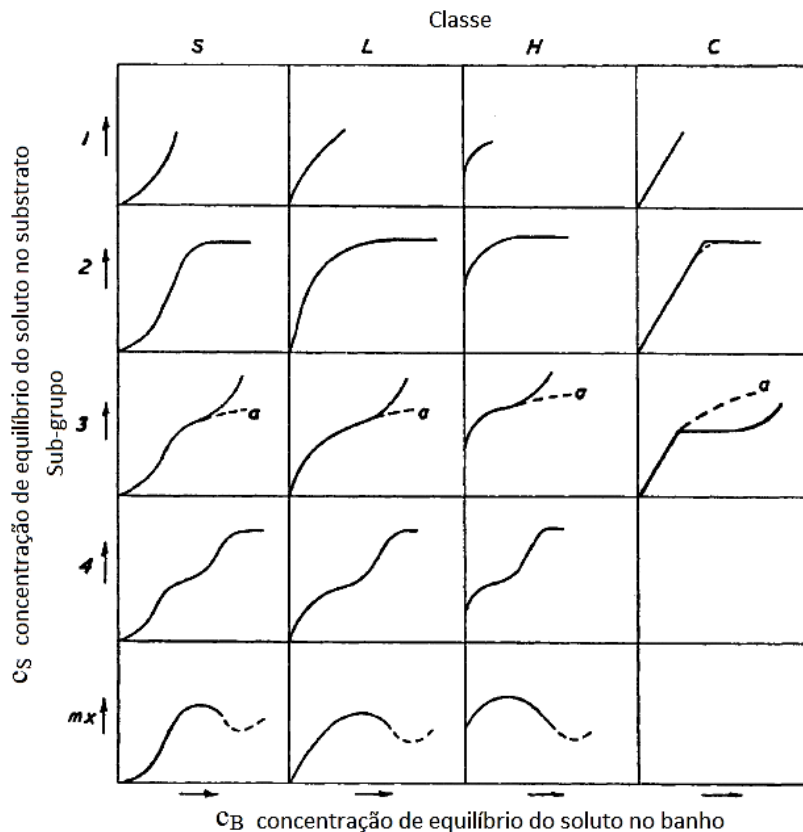 Classe
S L H C
1
2
3
4
mx
a
a
a
a
Cs concentração de equilíbrio do soluto no substrato
Sub-grupo
CB concentração de equilíbrio do soluto no banho